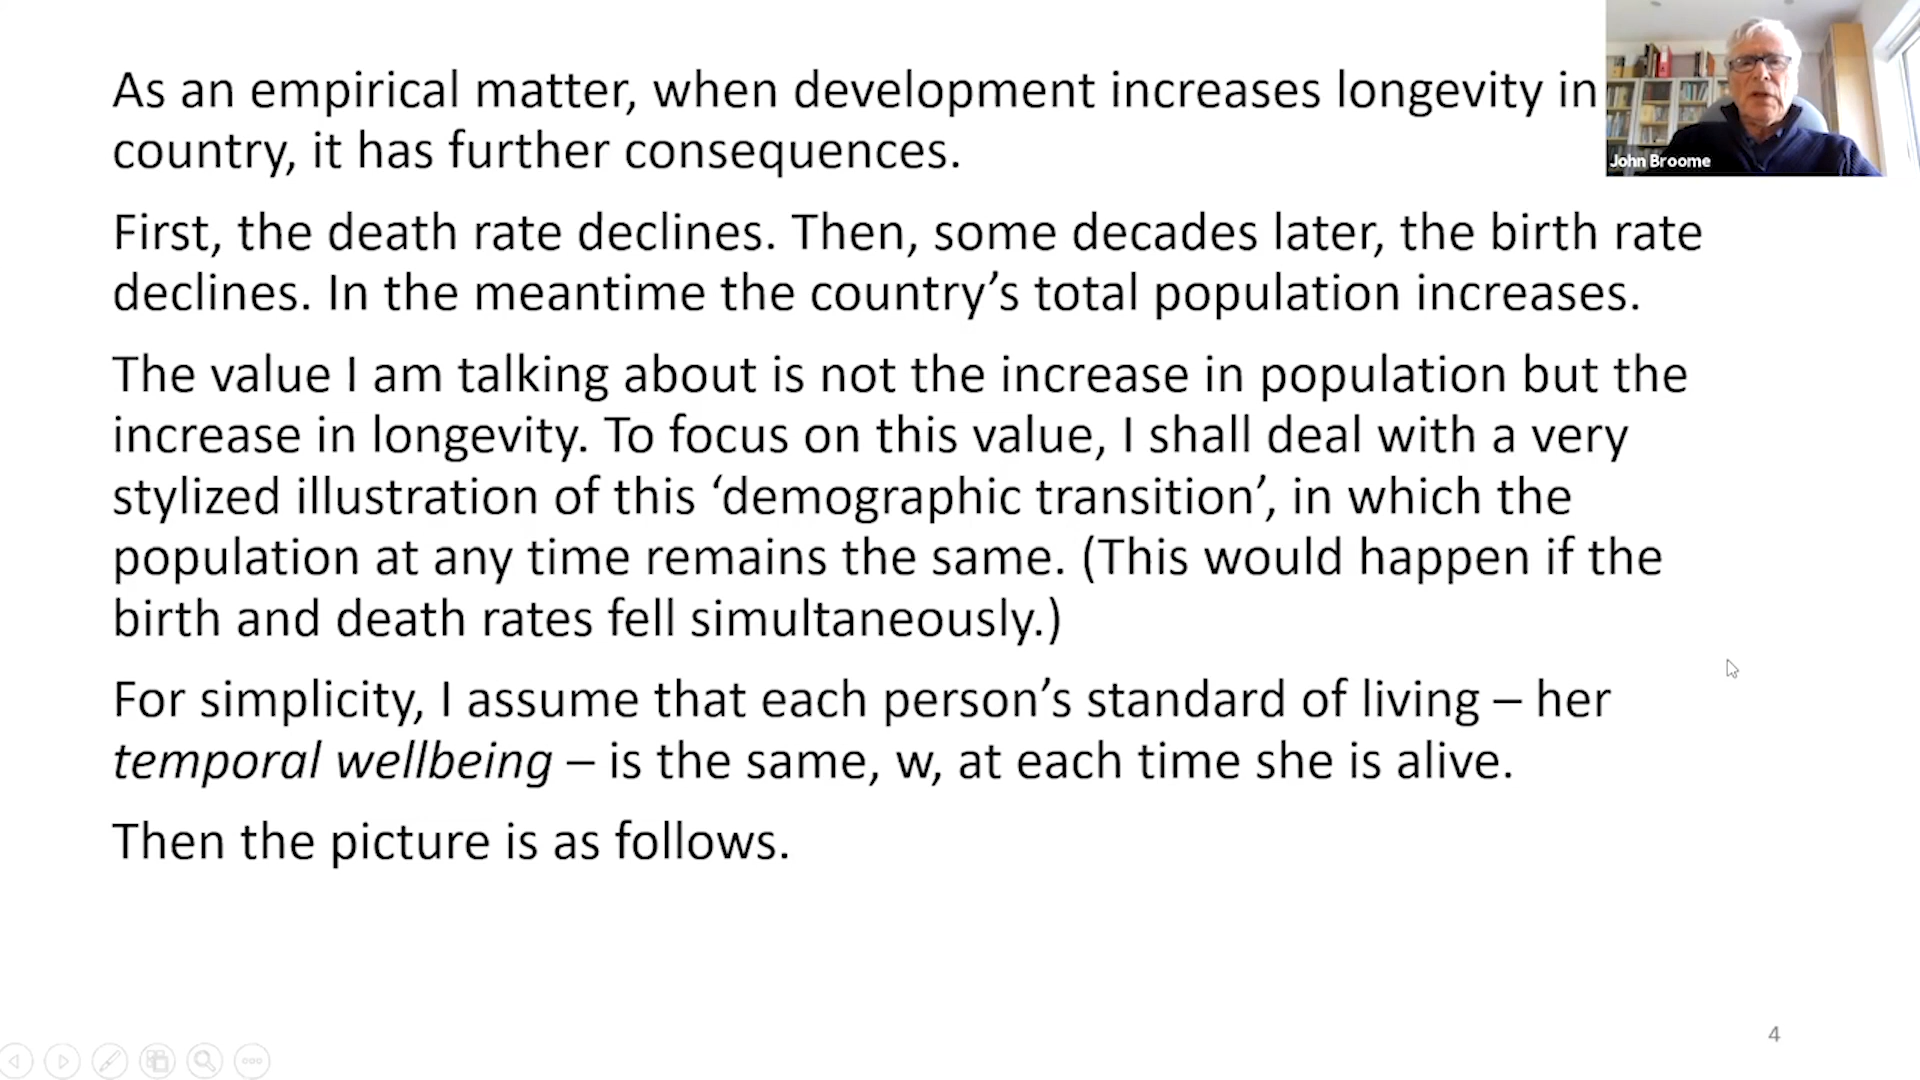 As an empirical matter, when development increases longevity in
country, it has further consequences.
John Broome
First, the death rate declines. Then, some decades later, the birth rate
declines. In the meantime the country’s total population increases.
The value I am talking about is not the increase in population but the
increase in longevity. To focus on this value, I shall deal with a very
stylized illustration of this ‘demographic transition’, in which the
population at any time remains the same. (This would happen if the
birth and death rates fell simultaneously.)
For simplicity, I assume that each person’s standard of living – her
temporal wellbeing – is the same, w, at each time she is alive.
Then the picture is as follows.
4